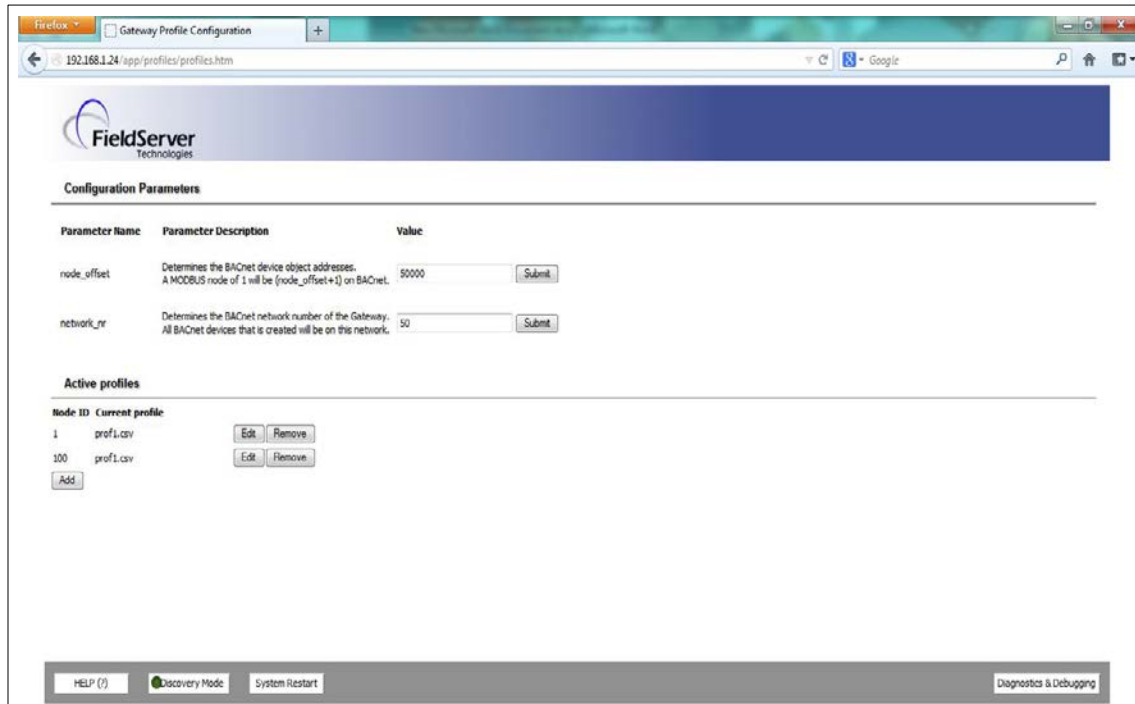 Firefox
Gateway Profile Configuration
+
192.168.1.24/app/profiles/profiles.htm
Google
FieldServer
Technologies
Configuration Parameters
Parameter Name Parameter Description Value
node_offset
Determines the BACnet device object addresses.
A MODBUS node of 1 will be (node_offset+1) on BACnet.
50000 Submit
network_nr
Determines the BACnet network number of the Gateway.
All BACnet devices that is created will be on this network.
50 Submit
Active profiles
Node ID Current profile
1 prof1.csv Edit Remove
100 prof1.csv Edit Remove
Add
HELP (?) Discovery Mode System Restart Diagnostics & Debugging